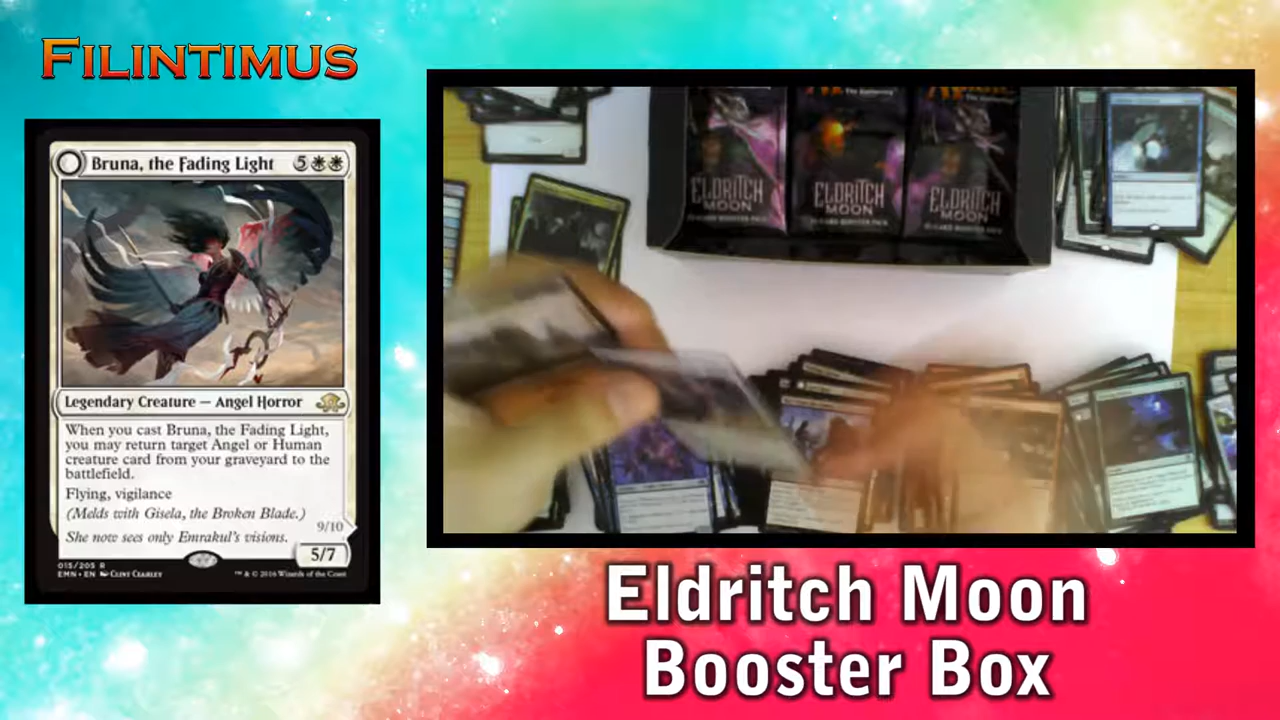 FILINTIMUS
Bruna, the Fading Light 5
Legendary Creature — Angel Horror
When you cast Bruna, the Fading Light,
you may return target Angel or Human
creature card from your graveyard to the
battlefield.
Flying, vigilance
(Melds with Gisela, the Broken Blade.)
9/10
She now sees only Emrakul's visions.
5/7
015/205 R
EMN • EN CLINT CEARLEY
™ & © 2016 Wizards of the Coast
The Gathering
ELDRITCH
MOON
ELDRITCH
MOON
ELDRITCH
MOON
Eldritch Moon
Booster Box